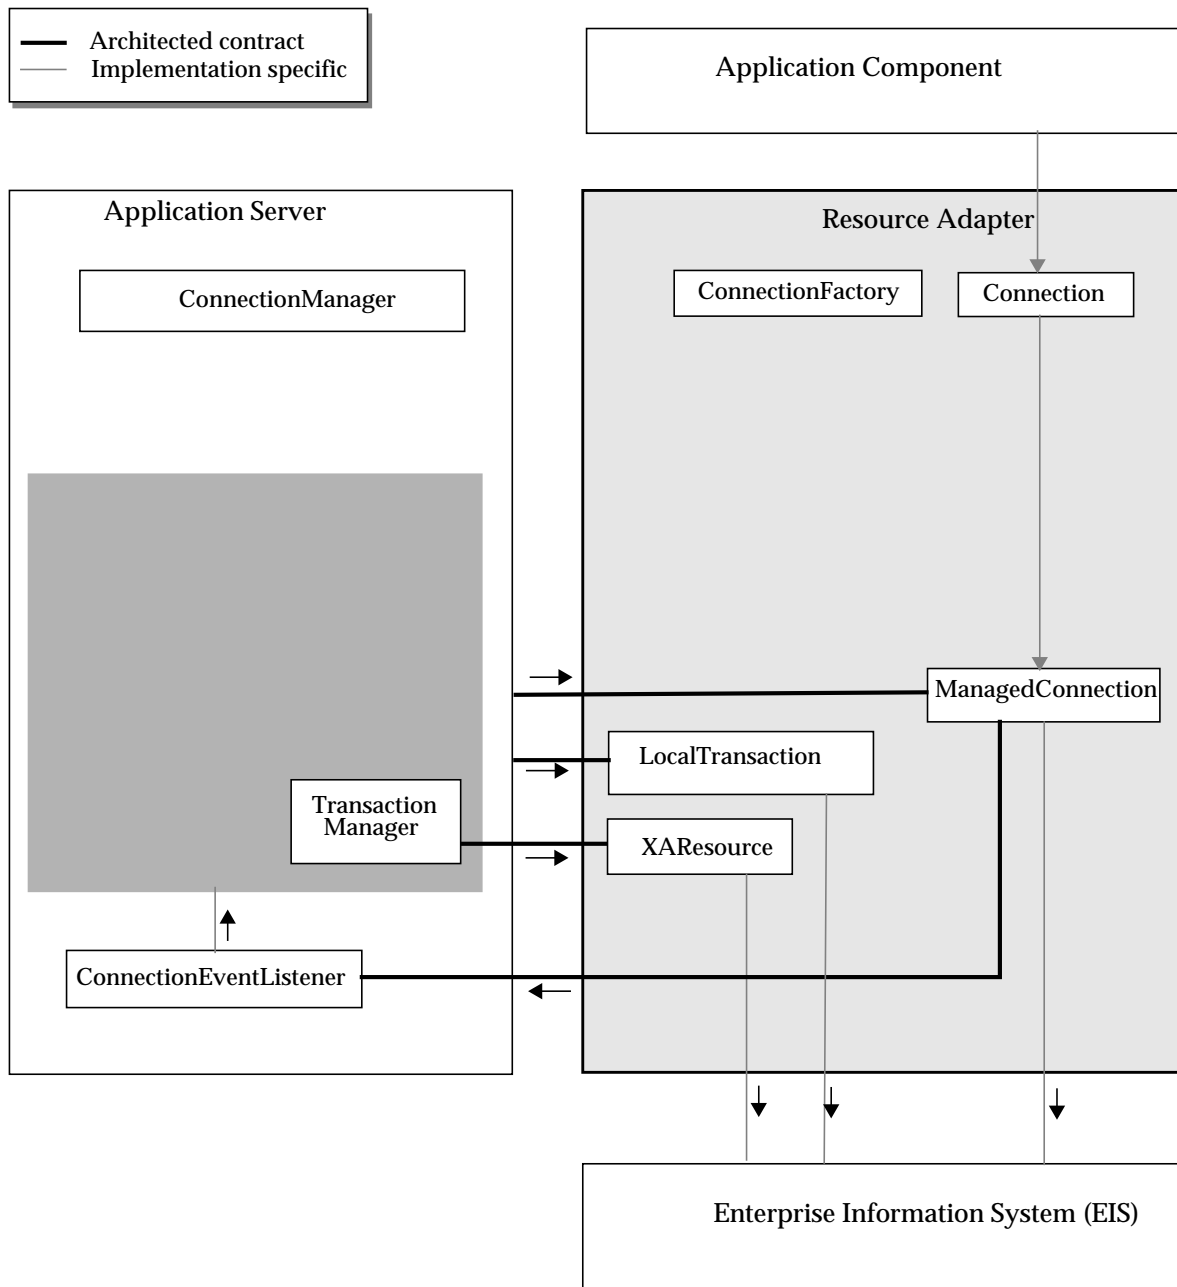 Architected contract
Implementation specific
Application Component
Application Server
Resource Adapter
ConnectionManager
ConnectionFactory
Connection
ManagedConnection
LocalTransaction
Transaction
Manager
XAResource
ConnectionEventListener
Enterprise Information System (EIS)